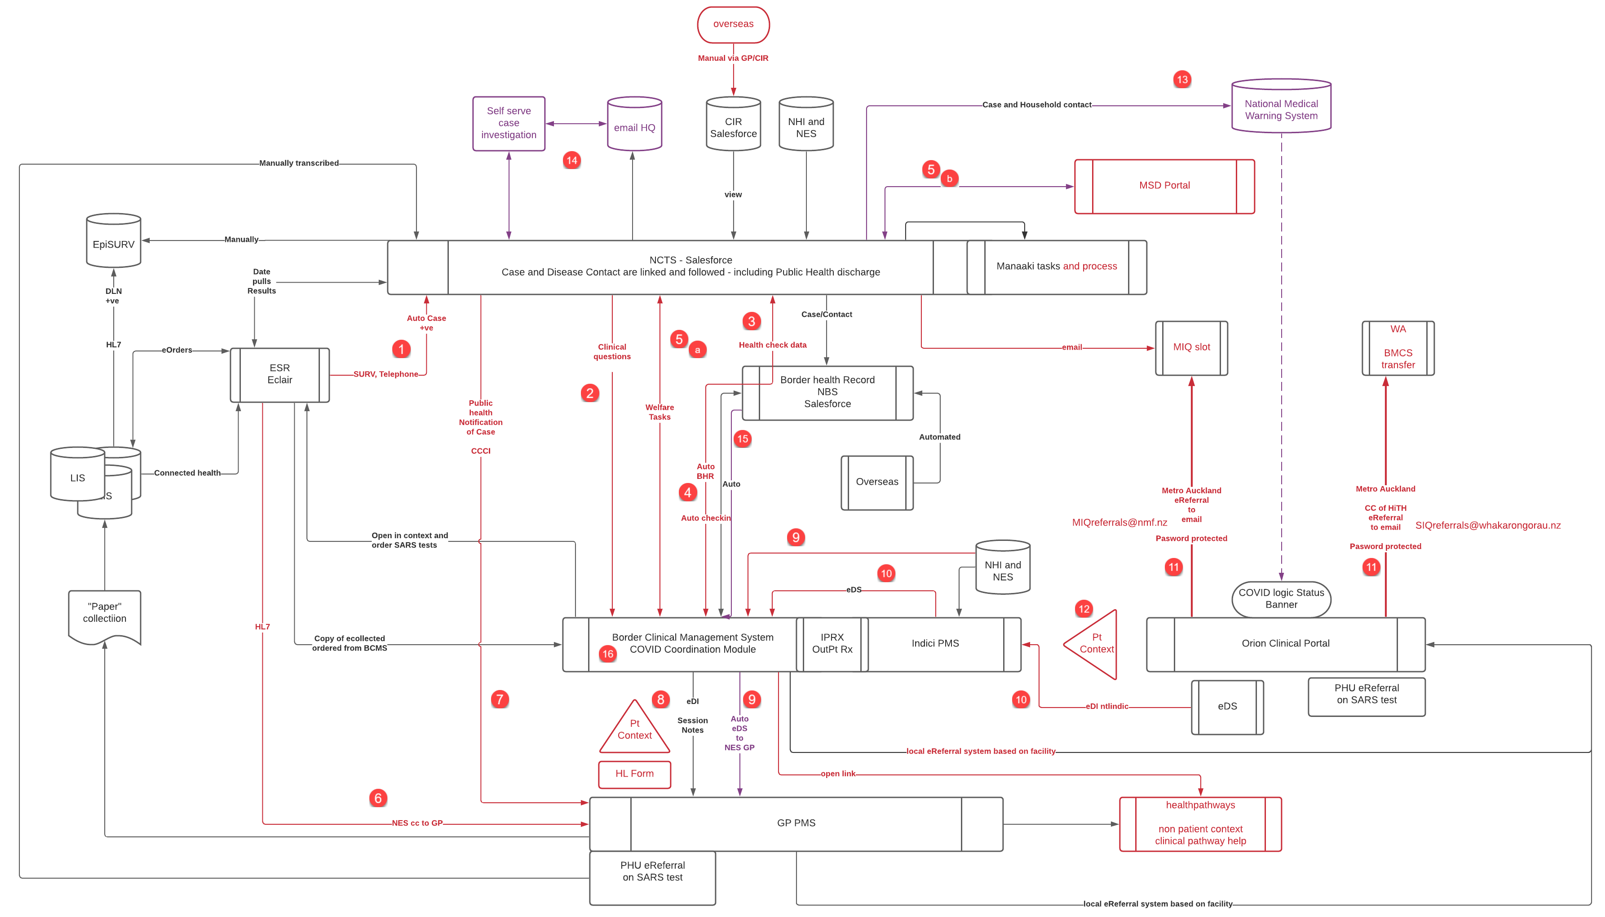 overseas
Manual via GP/CIR
13
Self serve
case
investigation
email HQ
CIR
Salesforce
NHI and
NES
Case and Household contact
National Medical
Warning System
14
Manually transcribed
view
5
b
MSD Portal
EpiSURV
Manually
NCTS - Salesforce
Case and Disease Contact are linked and followed - including Public Health discharge
Manaaki tasks and process
Date
pulls
Results
DLN
+ve
HL7
Auto Case
+ve
1
Clinical
questions
5
a
3
Health check data
Case/Contact
email
MIQ slot
WA
BMCS
transfer
eOrders
ESR
Eclair
SURV, Telephone
2
Border health Record
NBS
Salesforce
Public
health
Notification
of Case
CCCI
Welfare
Tasks
15
Automated
LIS
LIS
Connected health
Auto
BHR
4
Auto
Auto checkin
Overseas
Metro Auckland
eReferral
to
email
Pasword protected
MIQreferrals@nmf.nz
Metro Auckland
CC of HiTH
eReferral
to email
Pasword protected
SIQreferrals@whakarongorau.nz
Open in context and
order SARS tests
9
NHI and
NES
10
eDS
11
11
"Paper"
collectiion
COVID logic Status
Banner
12
Pt
Context
HL7
Copy of ecollected
ordered from BCMS
Border Clinical Management System
COVID Coordination Module
16
IPRX
OutPt Rx
Indici PMS
Orion Clinical Portal
7
8
eDI
Session
Notes
9
Auto
eDS
to
NES GP
10
eDI ntlindic
eDS
PHU eReferral
on SARS test
Pt
Context
HL Form
local eReferral system based on facility
open link
6
NES cc to GP
GP PMS
healthpathways
non patient context
clinical pathway help
PHU eReferral
on SARS test
local eReferral system based on facility